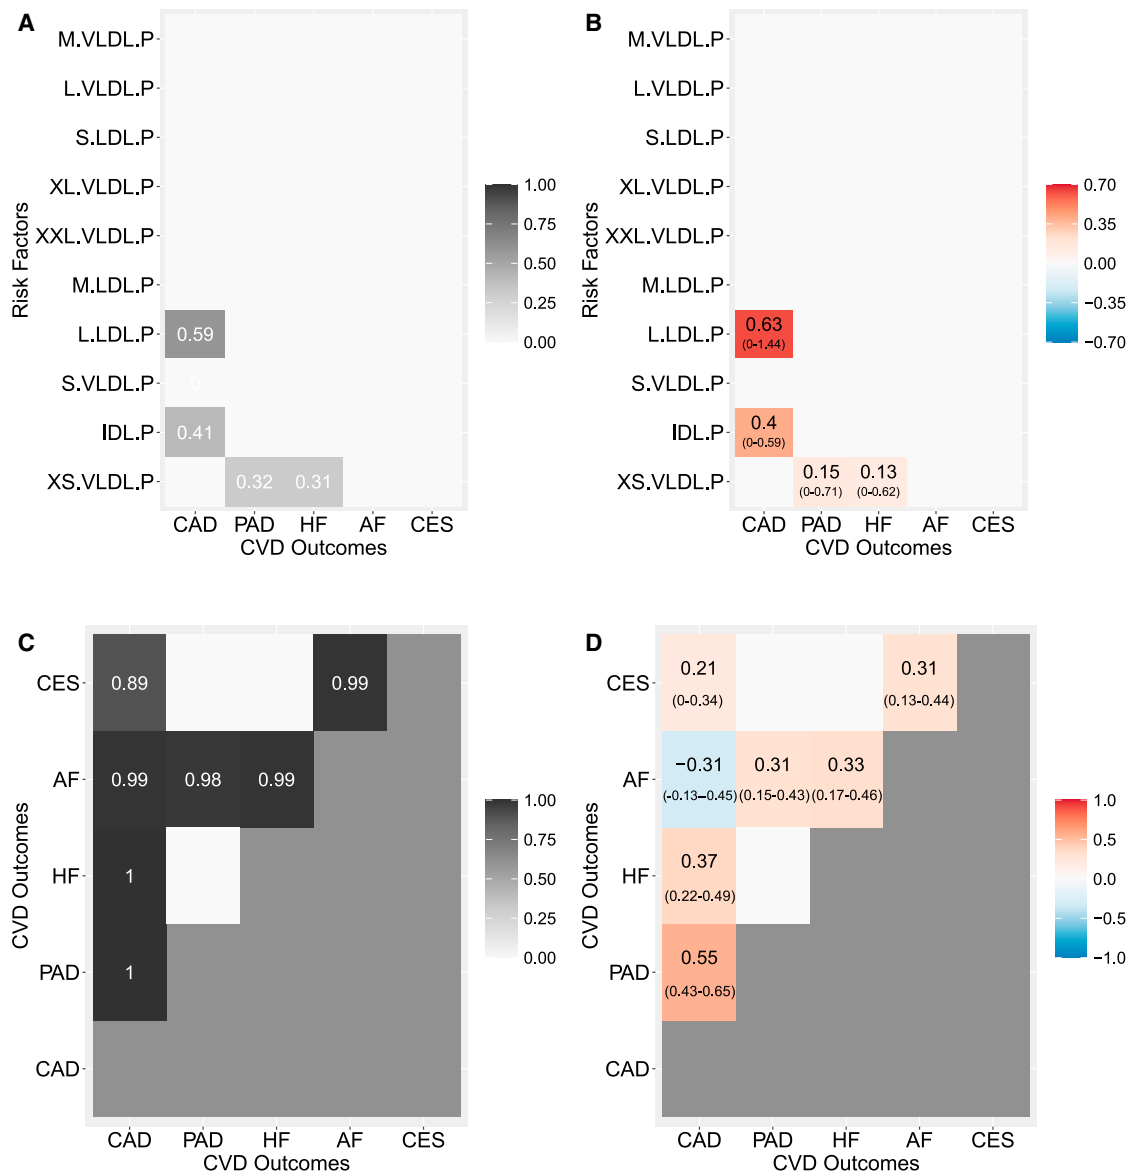 A
M.VLDL.P
L.VLDL.P
S.LDL.P
XL.VLDL.P
XXL.VLDL.P
M.LDL.P
L.LDL.P
S.VLDL.P
IDL.P
XS.VLDL.P
Risk Factors
0.59
0
0.41
0.32 0.31
CAD PAD HF AF CES
CVD Outcomes
1.00
0.75
0.50
0.25
0.00
B
M.VLDL.P
L.VLDL.P
S.LDL.P
XL.VLDL.P
XXL.VLDL.P
M.LDL.P
L.LDL.P
S.VLDL.P
IDL.P
XS.VLDL.P
Risk Factors
0.63
(0-1.44)
0.4
(0-0.59)
0.15 0.13
(0-0.71) (0-0.62)
CAD PAD HF AF CES
CVD Outcomes
0.70
0.35
0.00
−0.35
−0.70
C
CES
AF
HF
PAD
CAD
CVD Outcomes
0.89 0.99
0.99 0.98 0.99
1
1
CAD PAD HF AF CES
CVD Outcomes
1.00
0.75
0.50
0.25
0.00
D
CES
AF
HF
PAD
CAD
CVD Outcomes
0.21 0.31
(0-0.34) (0.13-0.44)
−0.31 0.31 0.33
(-0.13--0.45) (0.15-0.43) (0.17-0.46)
0.37
(0.22-0.49)
0.55
(0.43-0.65)
CAD PAD HF AF CES
CVD Outcomes
1.0
0.5
0.0
−0.5
−1.0